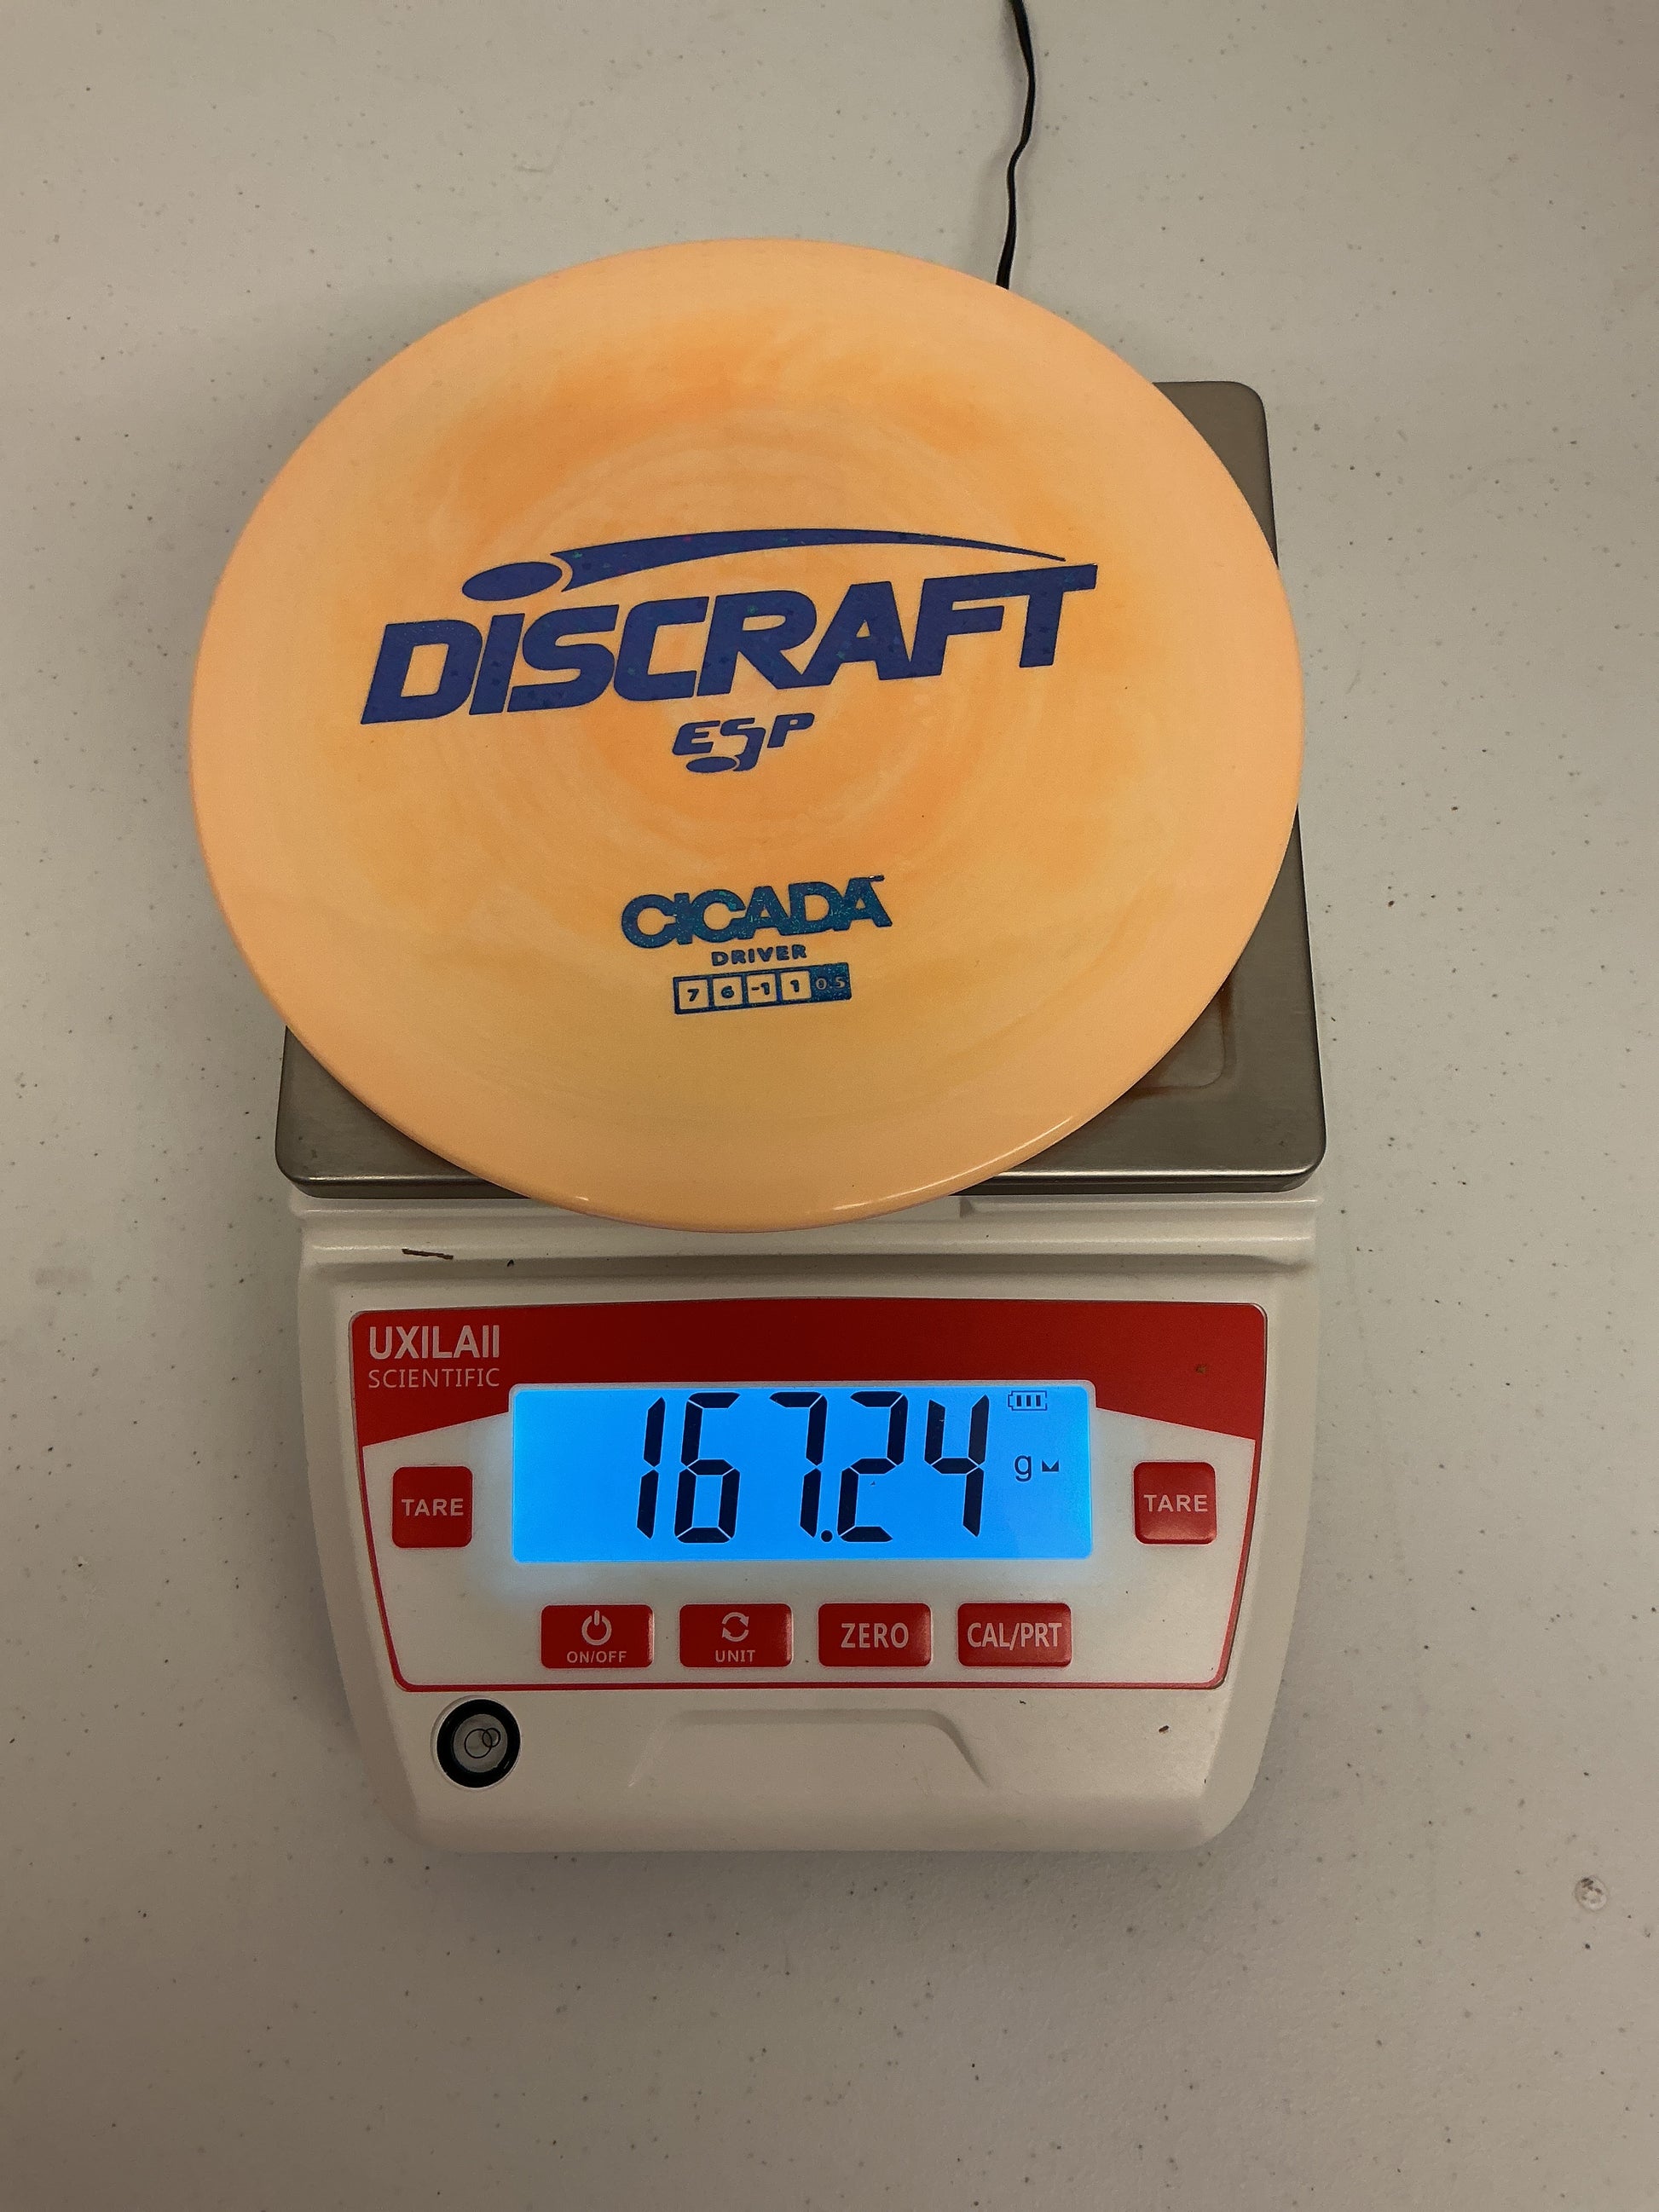 DISCRAFT
ESP
CICADA™
DRIVER
7 6 -1 1 0.5
UXILAII
SCIENTIFIC
167.24 g
TARE TARE
ON/OFF UNIT ZERO CAL/PRT